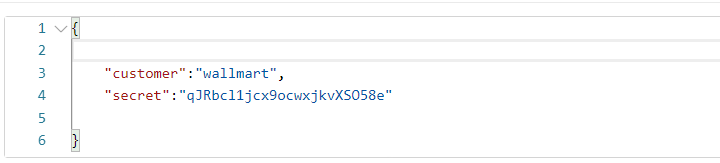 1 {
2
3 "customer":"wallmart",
4 "secret":"qJRbcl1jcx9ocwxjkvXSO58e"
5
6 }